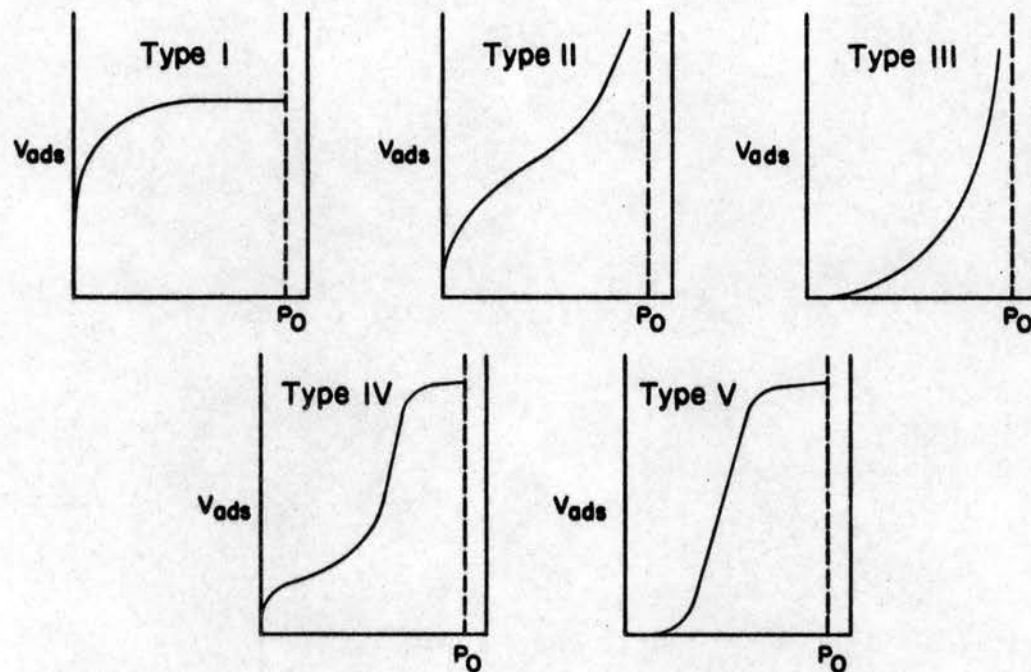 Type I
Type II
Type III
Vads
Vads
Vads
Po
Po
Po
Type IV
Type V
Vads
Vads
Po
Po